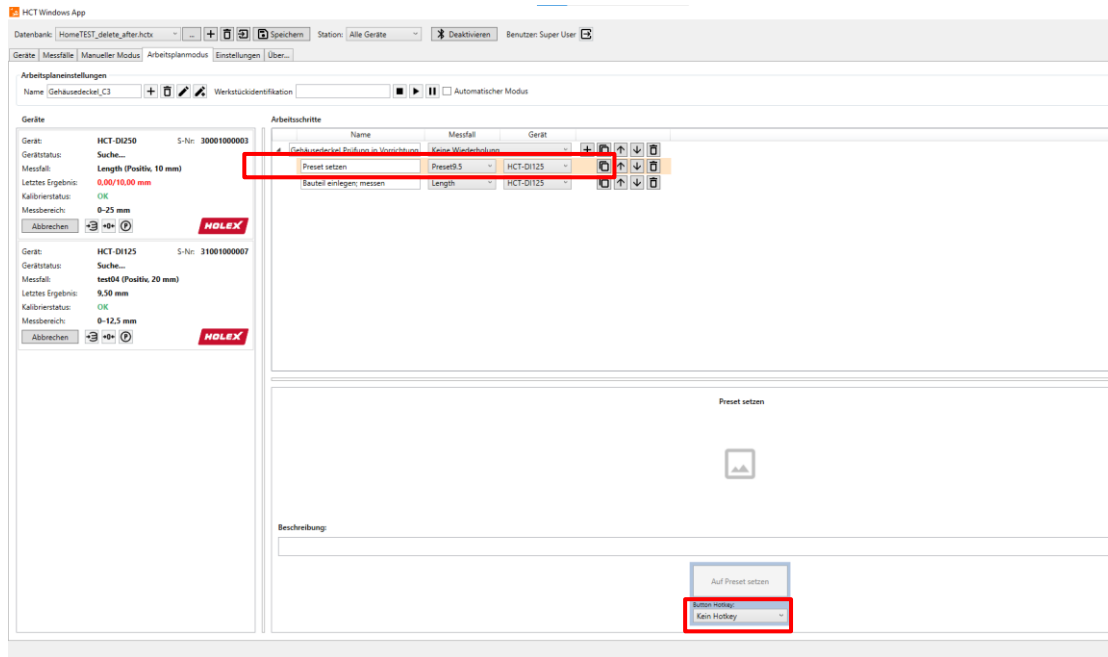 HCT Windows App
Datenbank: HomeTEST_delete_after.hctx ... Speichern Station: Alle Geräte Deaktivieren Benutzer: Super User
Geräte Messfälle Manueller Modus Arbeitsplanmodus Einstellungen Über...
Arbeitsplaneinstellungen
Name Gehäusedeckel_C3 Werkstückidentifikation Automatischer Modus
Geräte
Gerät: HCT-DI250 S-Nr: 30001000003
Gerätstatus: Suche...
Messfall: Length (Positiv, 10 mm)
Letztes Ergebnis: 0,00/10,00 mm
Kalibrierstatus: OK
Messbereich: 0–25 mm
Abbrechen +0+ P HOLEX
Gerät: HCT-DI125 S-Nr: 31001000007
Gerätstatus: Suche...
Messfall: test04 (Positiv, 20 mm)
Letztes Ergebnis: 9,50 mm
Kalibrierstatus: OK
Messbereich: 0–12,5 mm
Abbrechen +0+ P HOLEX
Arbeitsschritte
Name Messfall Gerät
Gehäusedeckel Prüfung in Vorrichtung Keine Wiederholung
Preset setzen Preset9.5 HCT-DI125
Bauteil einlegen; messen Length HCT-DI125
Preset setzen
Beschreibung:
Auf Preset setzen
Button Hotkey:
Kein Hotkey